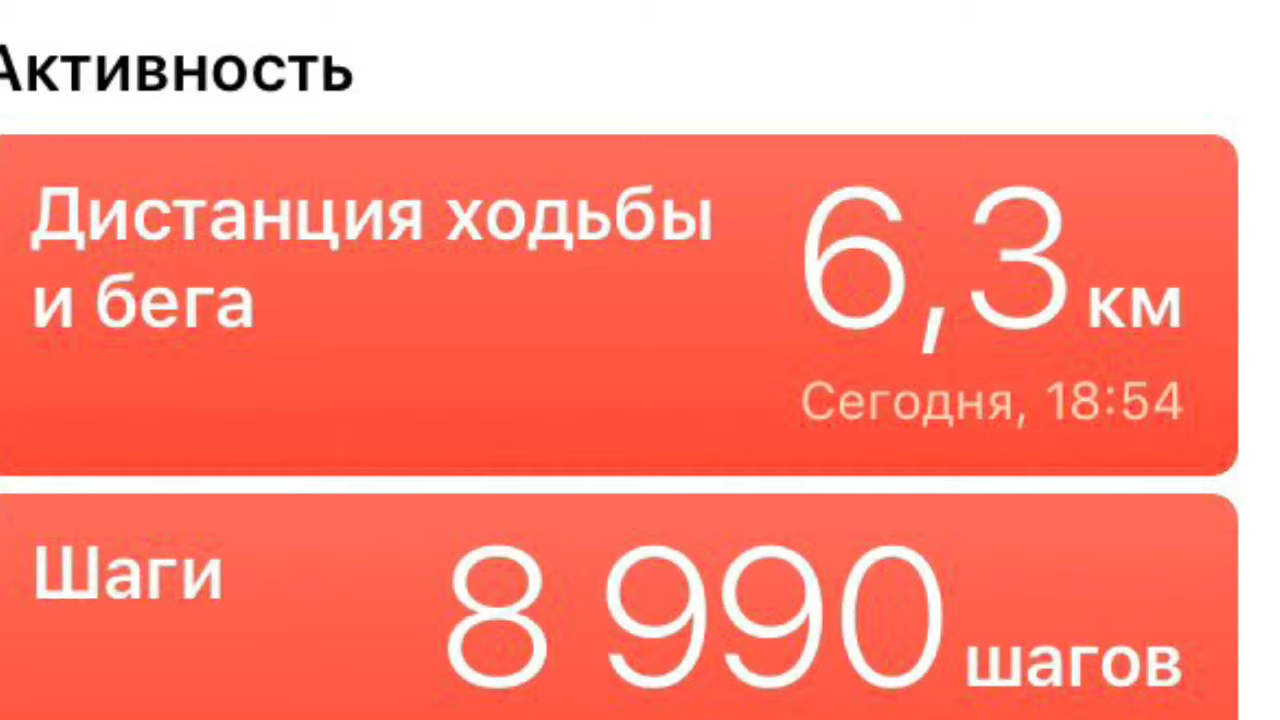 Активность
Дистанция ходьбы
и бега
6,3 км
Сегодня, 18:54
Шаги
8 990 шагов